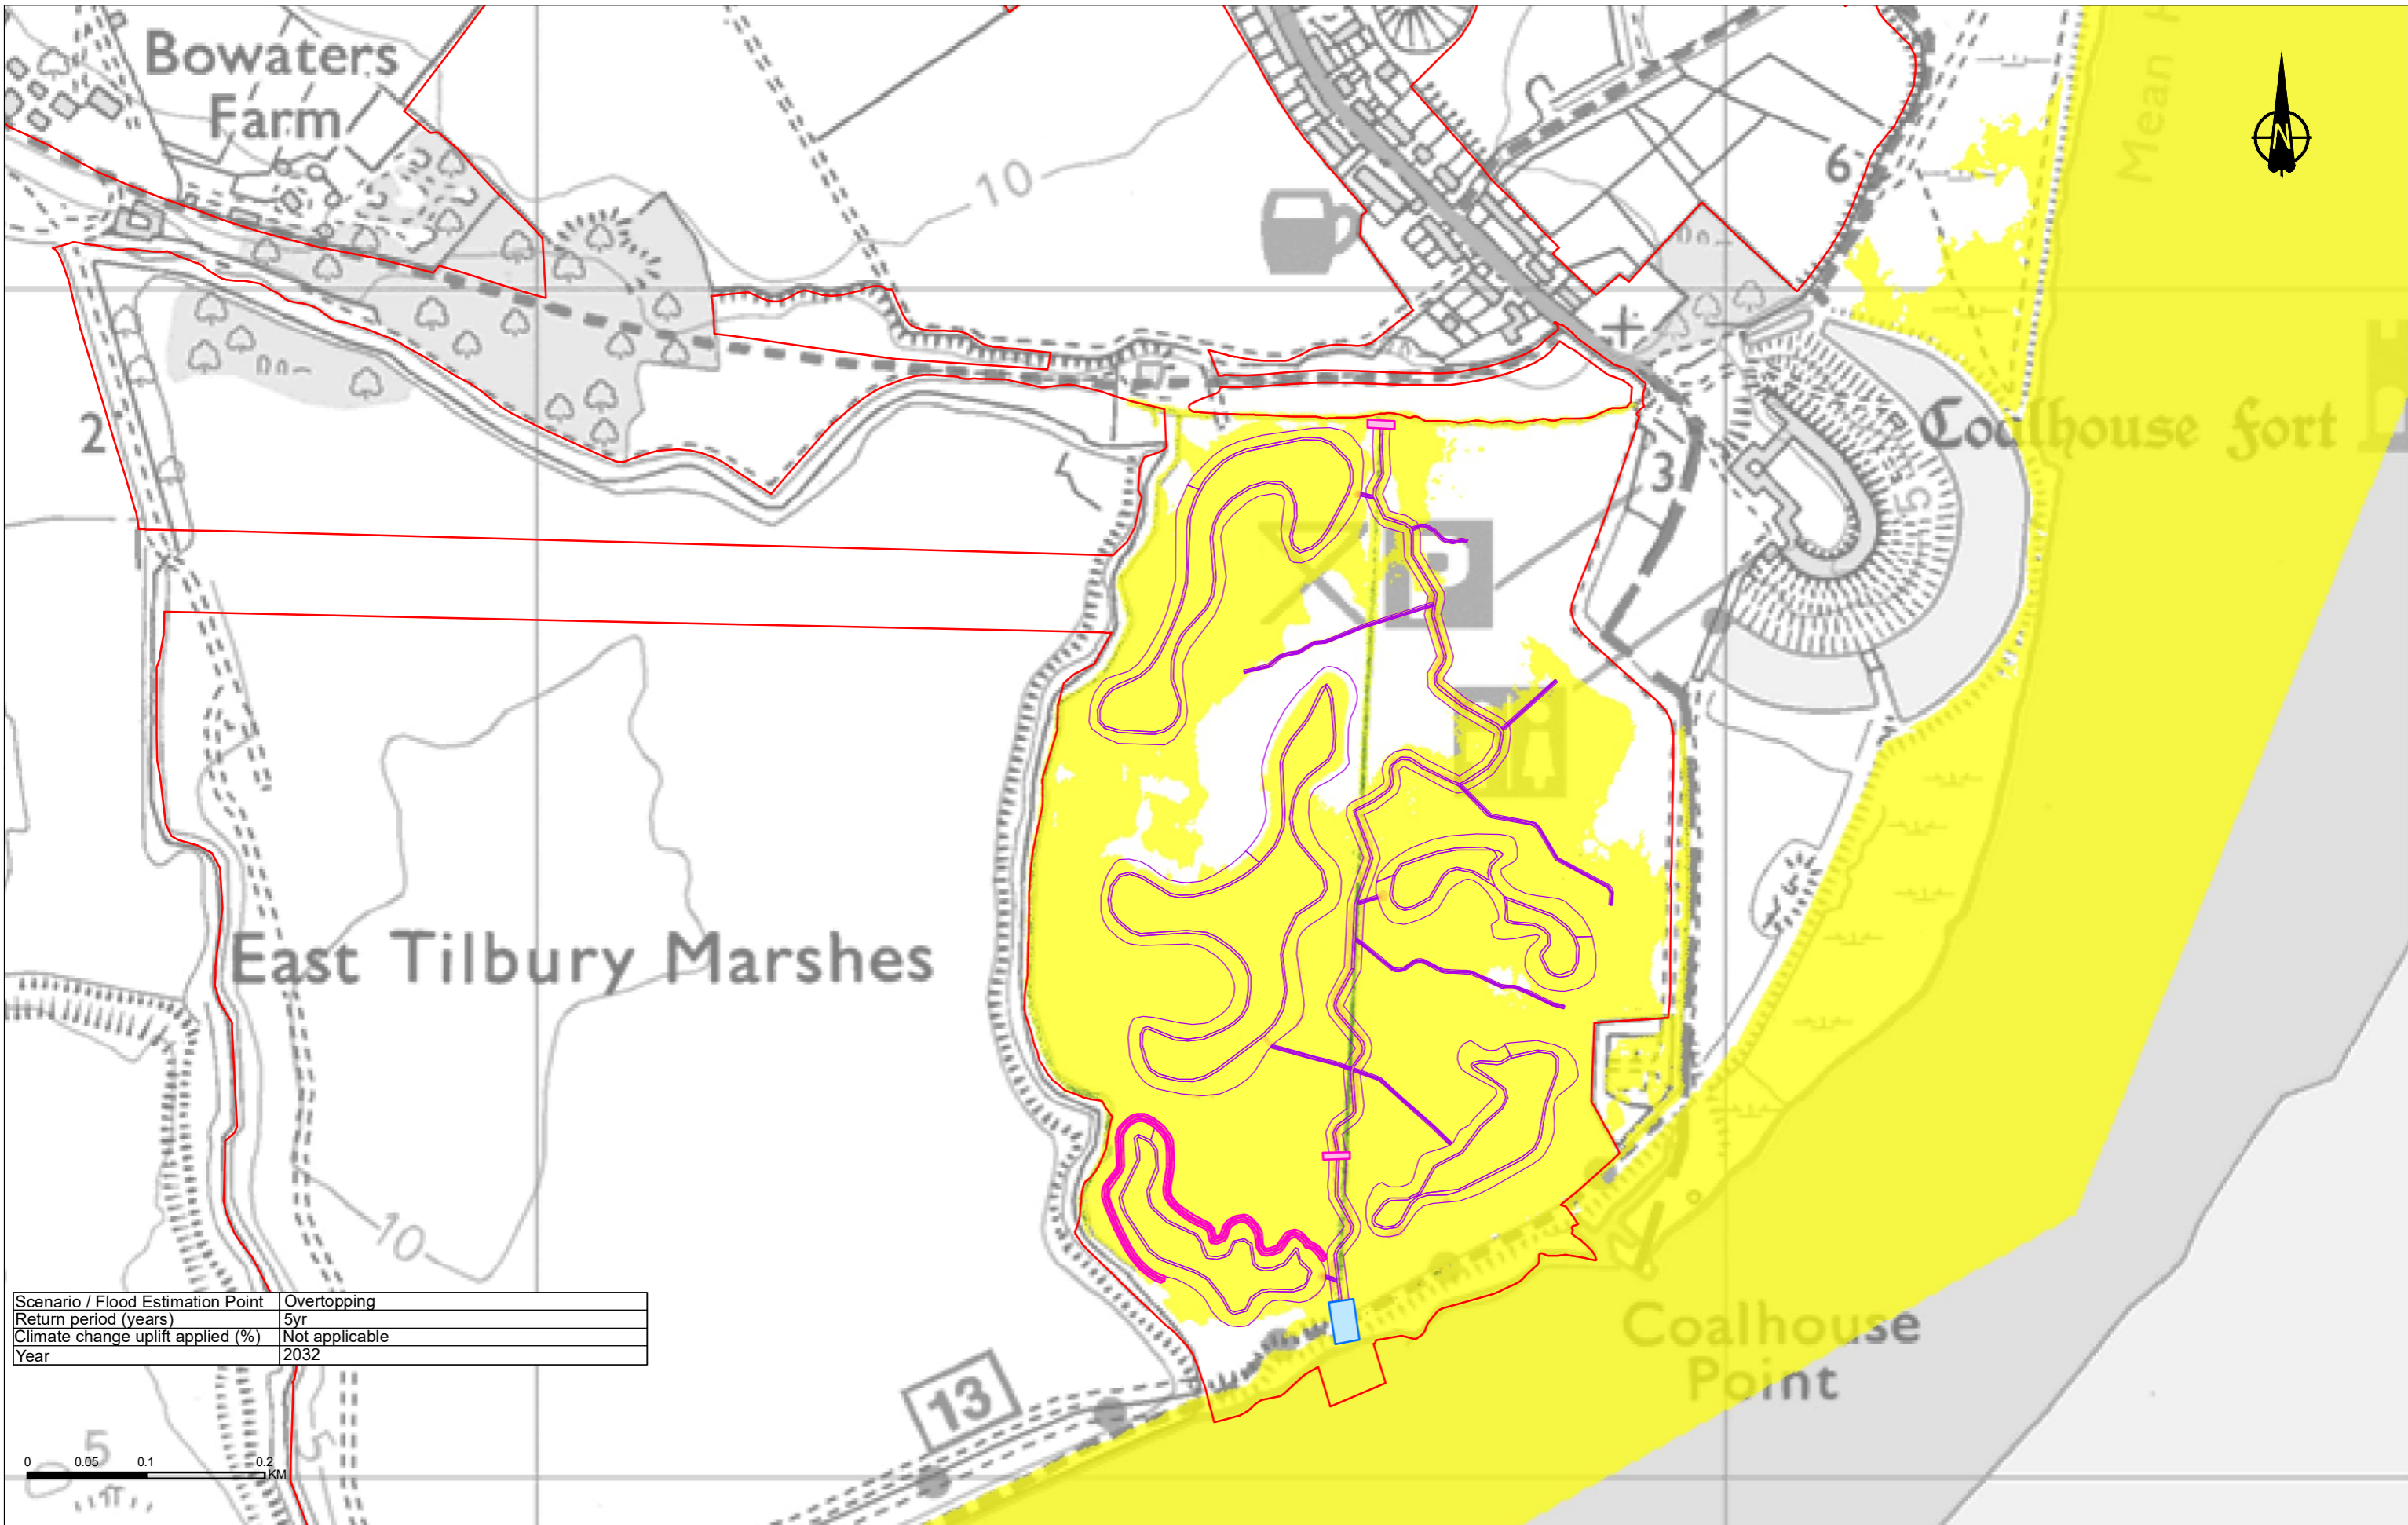 Bowaters
Farm
10
6
Mean H
N
2
3
Coalhouse Fort
P
5
East Tilbury Marshes
10
Scenario / Flood Estimation Point Overtopping
Return period (years) 5yr
Climate change uplift applied (%) Not applicable
Year 2032
Coalhouse
Point
13
5
0 0.05 0.1 0.2
KM